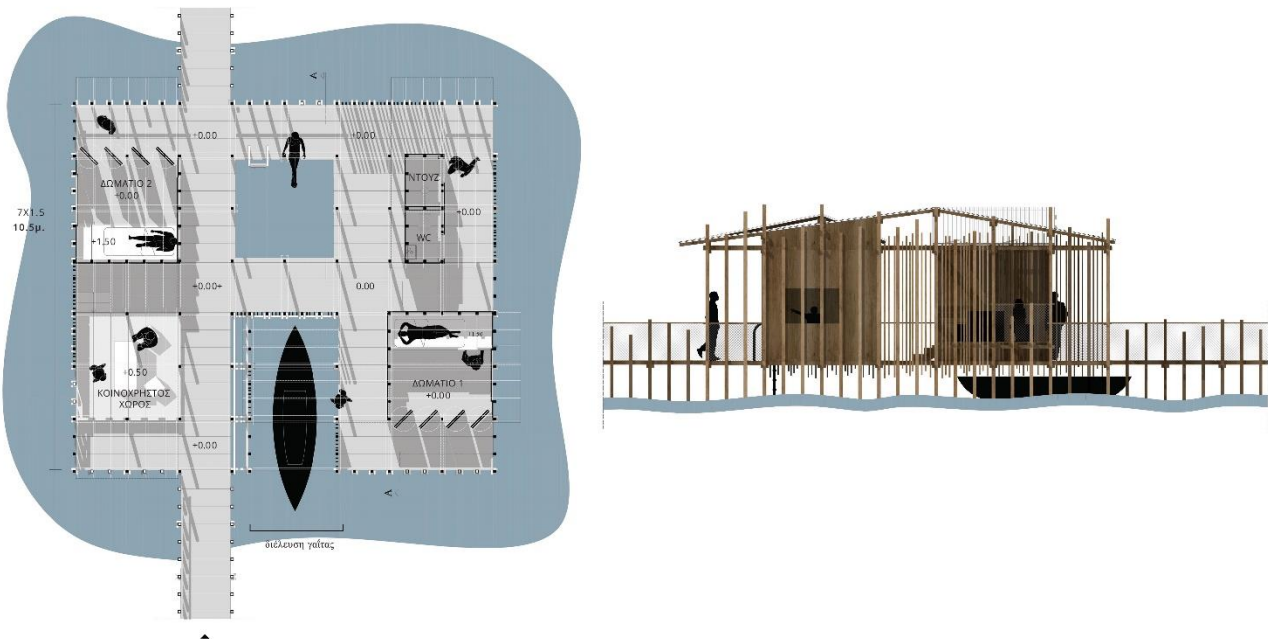 A
+0.00
+0.00
ΔΩΜΑΤΙΟ 2
+0.00
ΝΤΟΥΖ
7X1.5
10.5μ.
+0.00
+1.50
WC
+0.00+
0.00
+0.50
ΚΟΙΝΟΧΡΗΣΤΟΣ
ΧΩΡΟΣ
ΔΩΜΑΤΙΟ 1
+0.00
+0.00
A
διέλευση γαΐτας